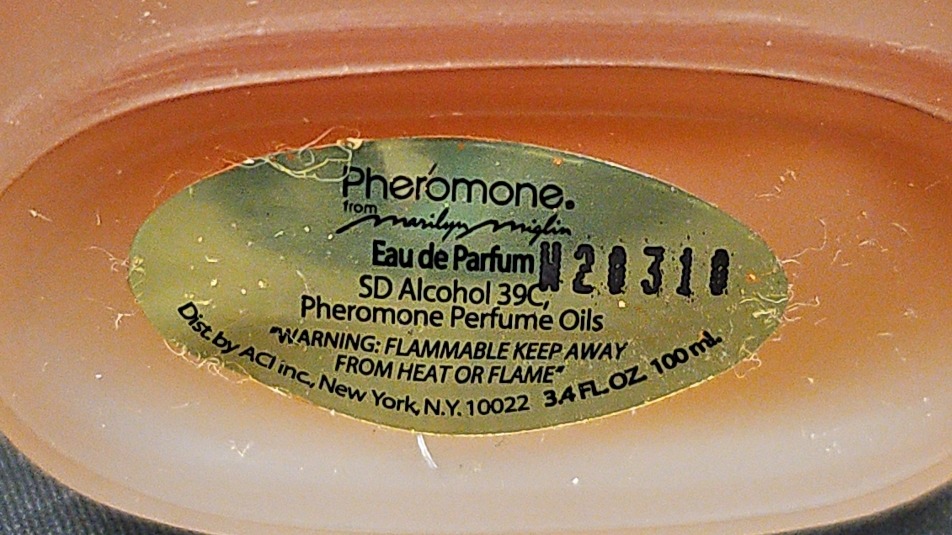 Pheromone.
from marilyn miglin
Eau de Parfum N20310
SD Alcohol 39C,
Pheromone Perfume Oils
"WARNING: FLAMMABLE KEEP AWAY
FROM HEAT OR FLAME"
Dist. by ACI inc., New York, N.Y. 10022 3.4 FL.OZ. 100 ml.